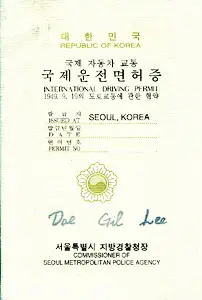 대 한 민 국
REPUBLIC OF KOREA
국제 자동차 교통
국제운전면허증
INTERNATIONAL DRIVING PERMIT
1949. 9. 19의 도로교통에 관한 협약
발 급 지
ISSUED AT SEOUL, KOREA
발급년월일
D A T E
면 허 번 호
PERMIT NO
Dae Gil Lee
서울특별시 지방경찰청장
COMMISSIONER OF
SEOUL METROPOLITAN POLICE AGENCY